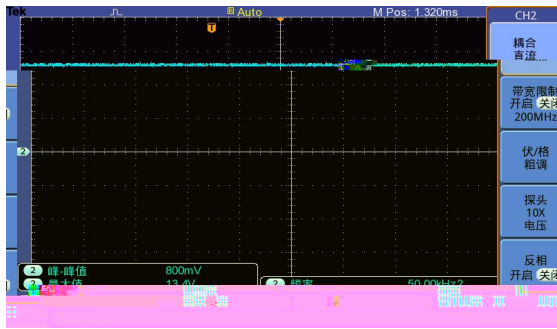 Tek
Auto
M Pos: 1.320ms
CH2
T
耦合
直流
带宽限制
开启 关闭
200MHz
2
伏/格
粗调
探头
10X
电压
反相
开启 关闭
2 峰-峰值 800mV
2 最大值 13.4V
2 频率 50.00kHz?